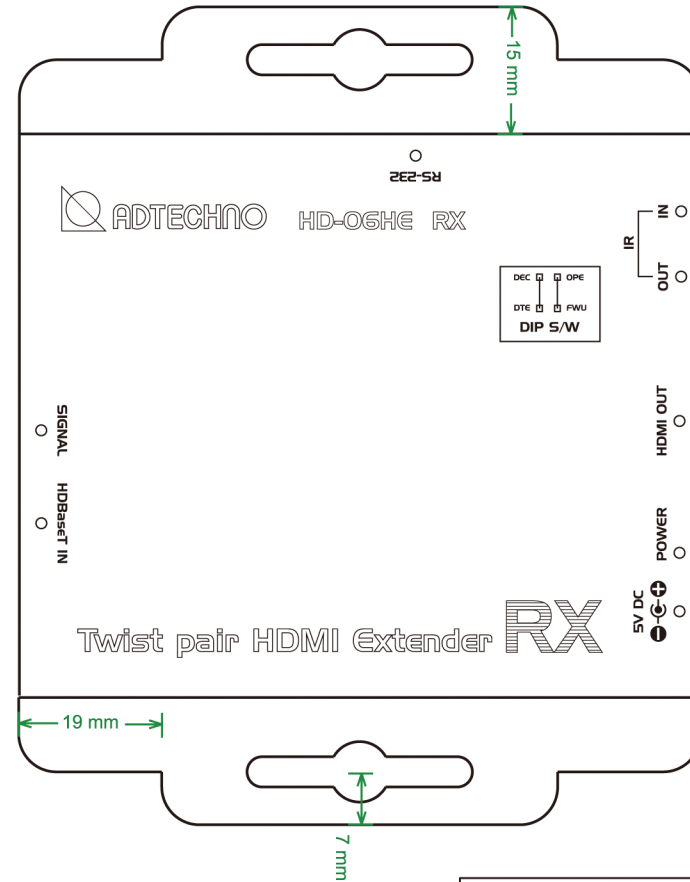 15 mm
RS-232
ADTECHNO HD-06HE RX
IN
IR
OUT
DEC OPE
DTE FWU
DIP S/W
HDMI OUT
SIGNAL
HDBaseT IN
POWER
5V DC
Twist pair HDMI Extender RX
19 mm
7 mm